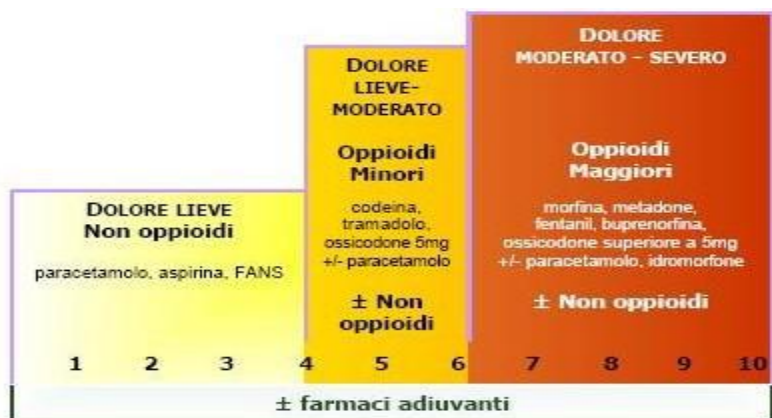 DOLORE LIEVE
Non oppioidi
paracetamolo, aspirina, FANS
DOLORE
LIEVE-
MODERATO
Oppioidi
Minori
codeina,
tramadolo,
ossicodone 5mg
+/- paracetamolo
± Non
oppioidi
DOLORE
MODERATO – SEVERO
Oppioidi
Maggiori
morfina, metadone,
fentanil, buprenorfina,
ossicodone superiore a 5mg
+/- paracetamolo, idromorfone
± Non oppioidi
1 2 3 4 5 6 7 8 9 10
± farmaci adiuvanti